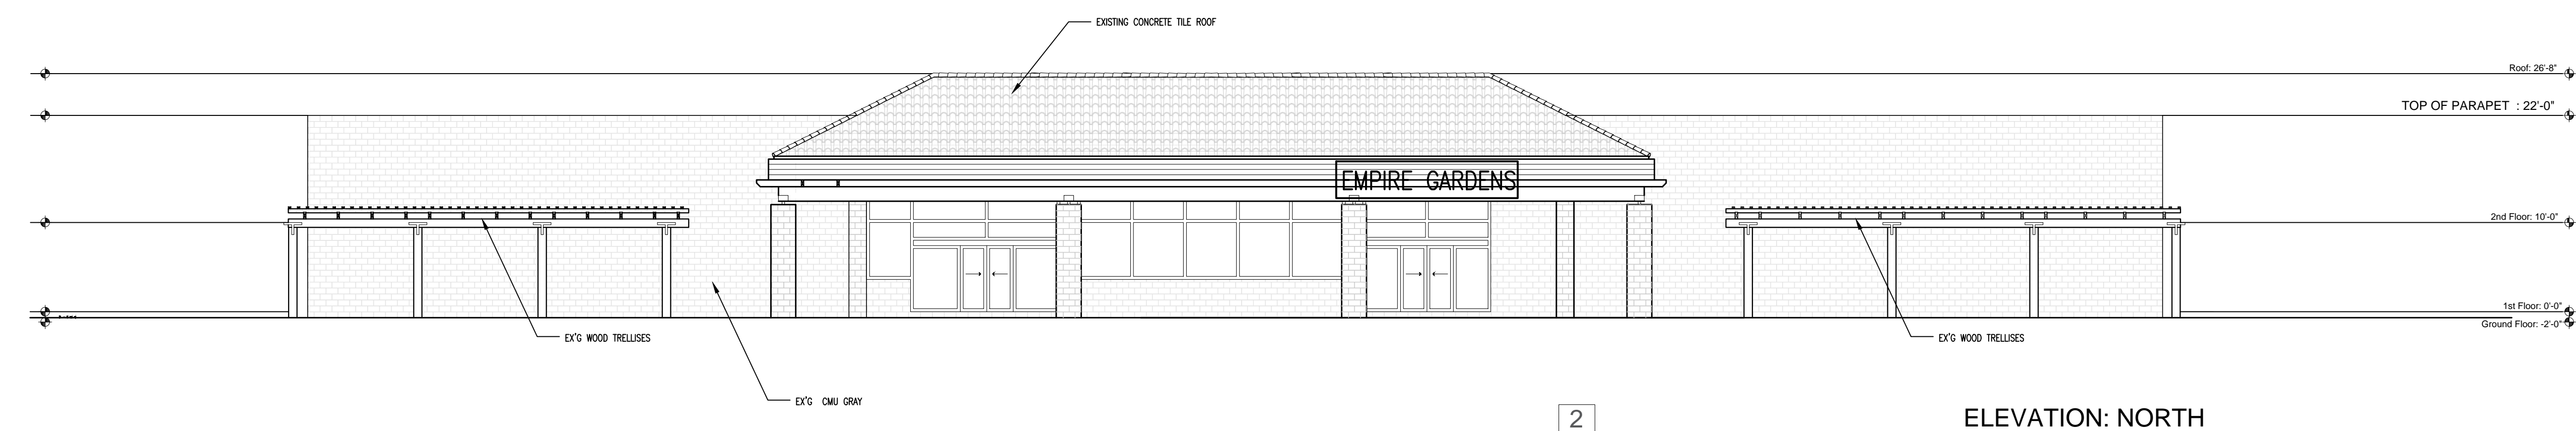 EXISTING CONCRETE TILE ROOF
Roof: 26'-8"
TOP OF PARAPET : 22'-0"
EMPIRE GARDENS
2nd Floor: 10'-0"
1st Floor: 0'-0"
Ground Floor: -2'-0"
EX'G WOOD TRELLISES
EX'G WOOD TRELLISES
EX'G CMU GRAY
2
ELEVATION: NORTH